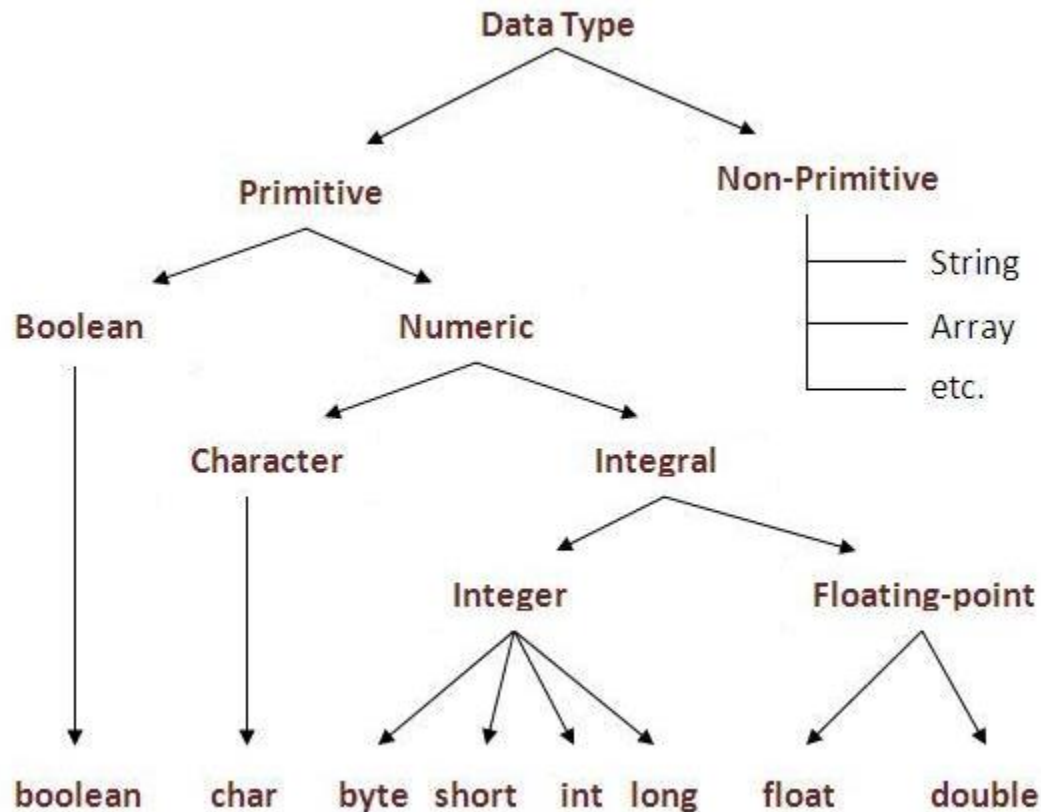 Data Type
Primitive
Non-Primitive
String
Array
etc.
Boolean
Numeric
Character
Integral
Integer
Floating-point
boolean char byte short int long float double